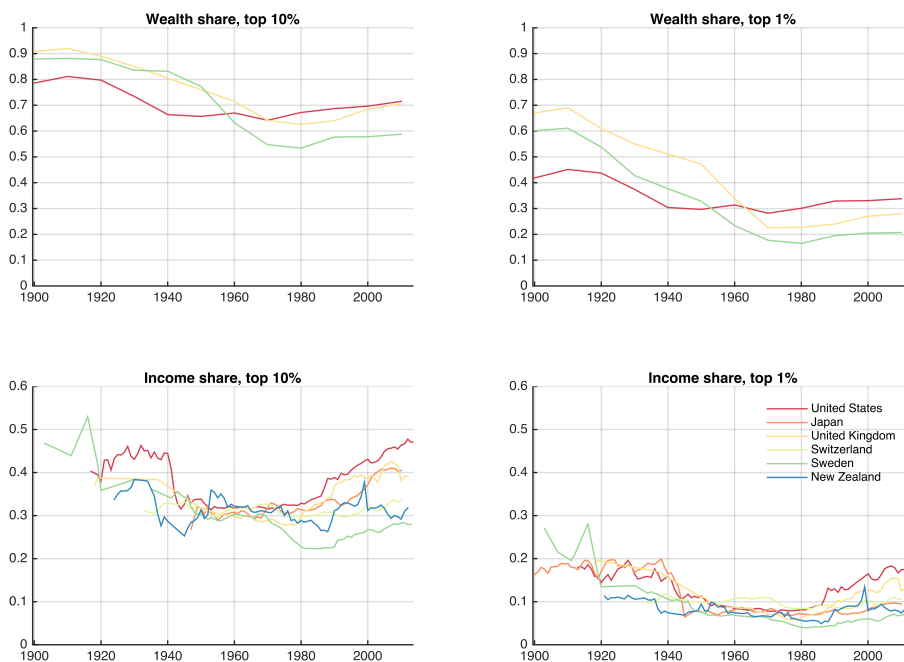 Wealth share, top 10%
1
0.9
0.8
0.7
0.6
0.5
0.4
0.3
0.2
0.1
0
1900 1920 1940 1960 1980 2000
Wealth share, top 1%
1
0.9
0.8
0.7
0.6
0.5
0.4
0.3
0.2
0.1
0
1900 1920 1940 1960 1980 2000
Income share, top 10%
0.6
0.5
0.4
0.3
0.2
0.1
0
1900 1920 1940 1960 1980 2000
Income share, top 1%
0.6
0.5
0.4
0.3
0.2
0.1
0
1900 1920 1940 1960 1980 2000
United States
Japan
United Kingdom
Switzerland
Sweden
New Zealand